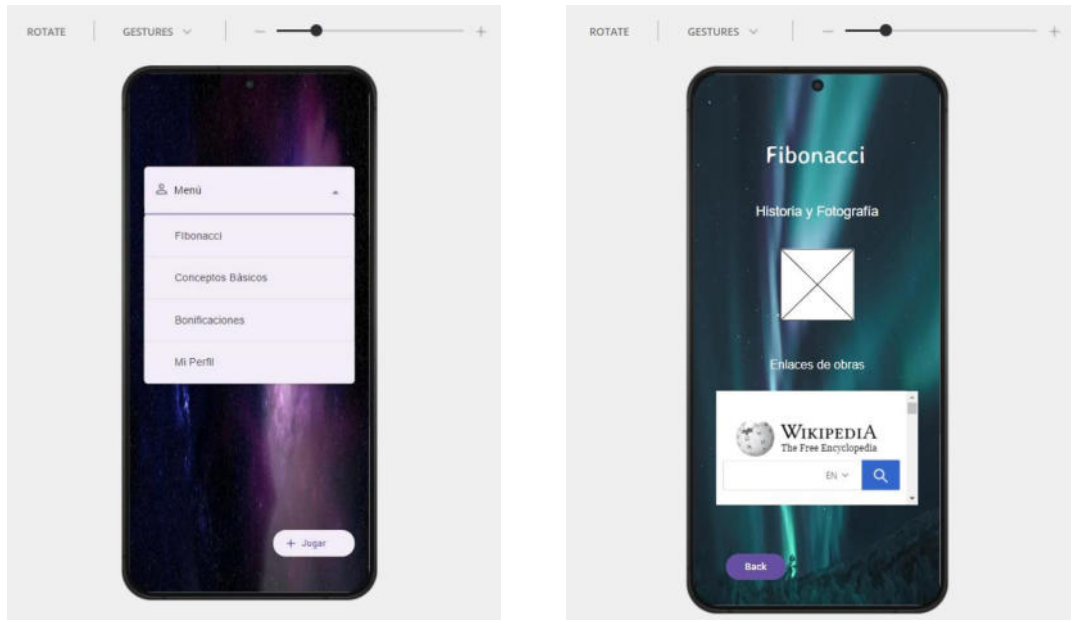 ROTATE GESTURES
Menú
Fibonacci
Conceptos Básicos
Bonificaciones
Mi Perfil
+ Jugar
ROTATE GESTURES
Fibonacci
Historia y Fotografía
Enlaces de obras
WIKIPEDIA
The Free Encyclopedia
EN
Back